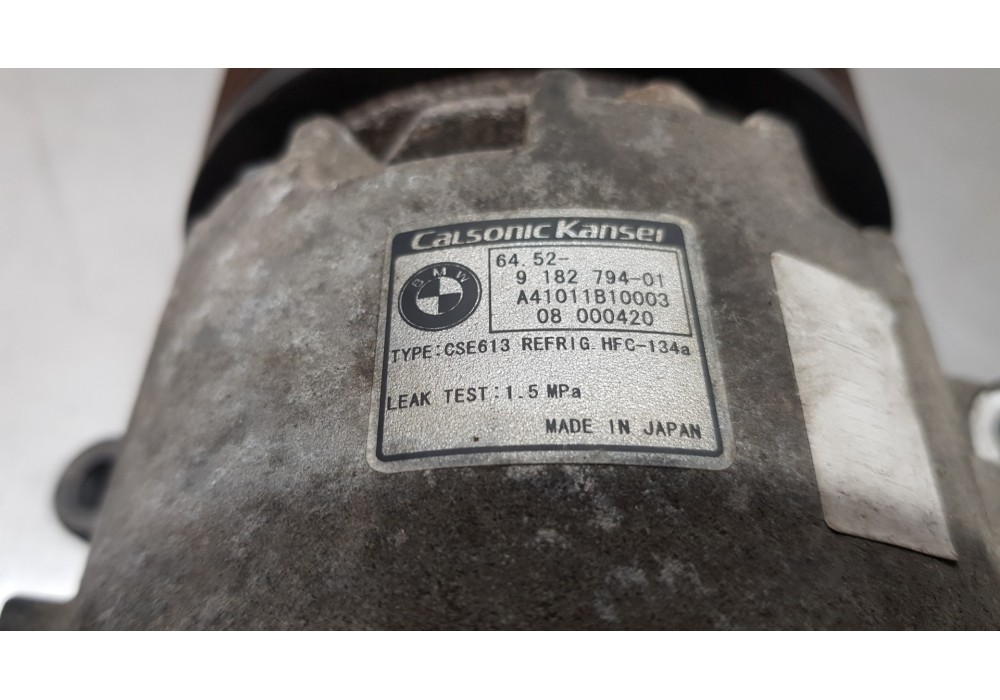 Calsonic Kansei
BMW
64. 52-
9 182 794-01
A41011B10003
08 000420
TYPE:CSE613 REFRIG. HFC-134a
LEAK TEST:1.5 MPa
MADE IN JAPAN